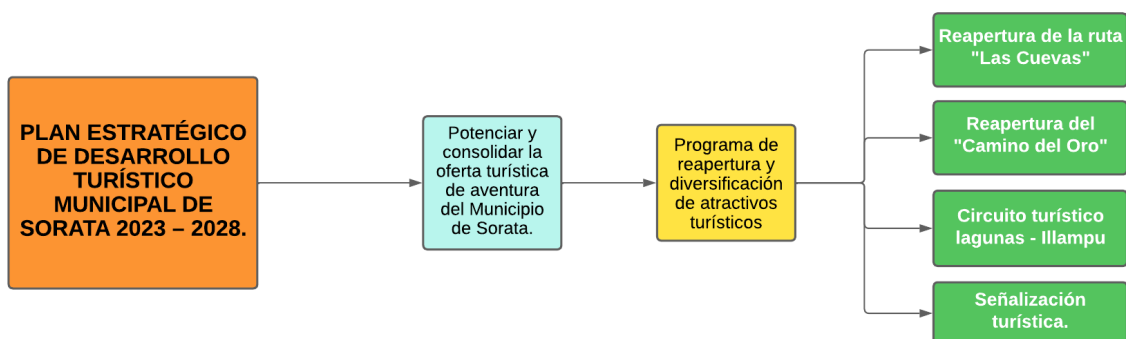 PLAN ESTRATÉGICO
DE DESARROLLO
TURÍSTICO
MUNICIPAL DE
SORATA 2023 – 2028.
Potenciar y
consolidar la
oferta turística
de aventura
del Municipio
de Sorata.
Programa de
reapertura y
diversificación
de atractivos
turísticos
Reapertura de la ruta
"Las Cuevas"
Reapertura del
"Camino del Oro"
Circuito turístico
lagunas - Illampu
Señalización
turística.